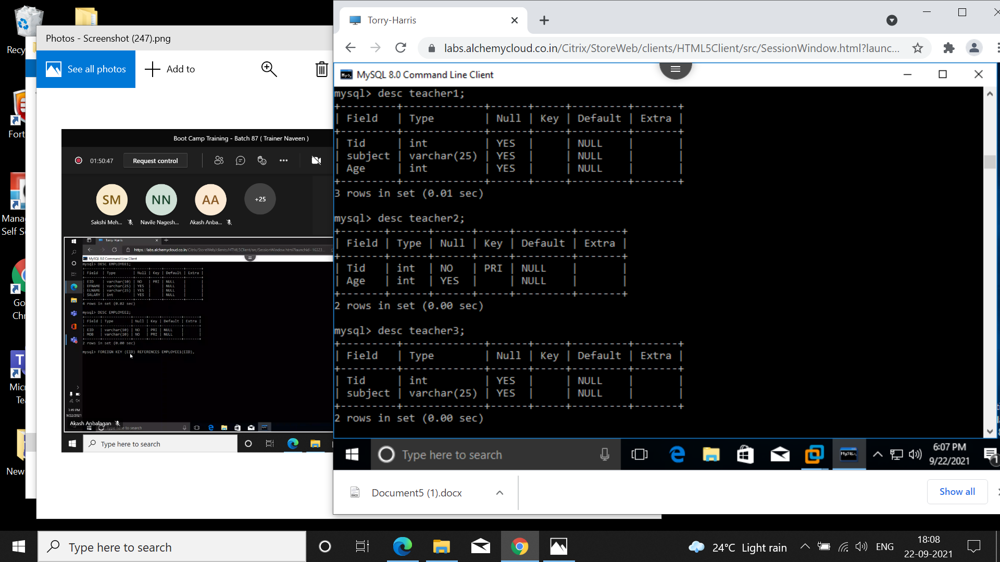 Recy
Fort
Mana
Self S
Go
Chr
Mic
Te
New
Photos - Screenshot (247).png
See all photos
Add to
Boot Camp Training - Batch 87 ( Trainer Naveen )
01:50:47
Request control
SM
NN
AA
+25
Sakshi Meh...
Navile Nagesh...
Akash Anba...
Torry-Harris
https://labs.alchemycloud.co.in/Citrix/StoreWeb/clients/HTML5Client/src/SessionWindow.html?launchid=16323...
MySQL 8.0 Command Line Client
mysql> DESC EMPLOYEE1;
| Field | Type | Null | Key | Default | Extra |
| EID | varchar(10) | NO | PRI | NULL | |
| EFNAME | varchar(25) | YES | | NULL | |
| ELNAME | varchar(25) | YES | | NULL | |
| SALARY | int | YES | | NULL | |
4 rows in set (0.02 sec)
mysql> DESC EMPLOYEE2;
| Field | Type | Null | Key | Default | Extra |
| EID | varchar(10) | NO | PRI | NULL | |
| MOB | varchar(10) | NO | PRI | NULL | |
2 rows in set (0.00 sec)
mysql> FOREIGN KEY (EID) REFERENCES EMPLOYEE1(EID),
3:49 PM
9/22/2021
Akash Anbalagan
Type here to search
Type here to search
Torry-Harris
labs.alchemycloud.co.in/Citrix/StoreWeb/clients/HTML5Client/src/SessionWindow.html?launc...
MySQL 8.0 Command Line Client
mysql> desc teacher1;
+---------+-------------+------+-----+---------+-------+
| Field | Type | Null | Key | Default | Extra |
+---------+-------------+------+-----+---------+-------+
| Tid | int | YES | | NULL | |
| subject | varchar(25) | YES | | NULL | |
| Age | int | YES | | NULL | |
+---------+-------------+------+-----+---------+-------+
3 rows in set (0.01 sec)
mysql> desc teacher2;
+-------+------+------+-----+---------+-------+
| Field | Type | Null | Key | Default | Extra |
+-------+------+------+-----+---------+-------+
| Tid | int | NO | PRI | NULL | |
| Age | int | YES | | NULL | |
+-------+------+------+-----+---------+-------+
2 rows in set (0.00 sec)
mysql> desc teacher3;
+---------+-------------+------+-----+---------+-------+
| Field | Type | Null | Key | Default | Extra |
+---------+-------------+------+-----+---------+-------+
| Tid | int | YES | | NULL | |
| subject | varchar(25) | YES | | NULL | |
+---------+-------------+------+-----+---------+-------+
2 rows in set (0.00 sec)
Type here to search
6:07 PM
9/22/2021
1
Document5 (1).docx
Show all
Type here to search
24°C Light rain
ENG
18:08
22-09-2021